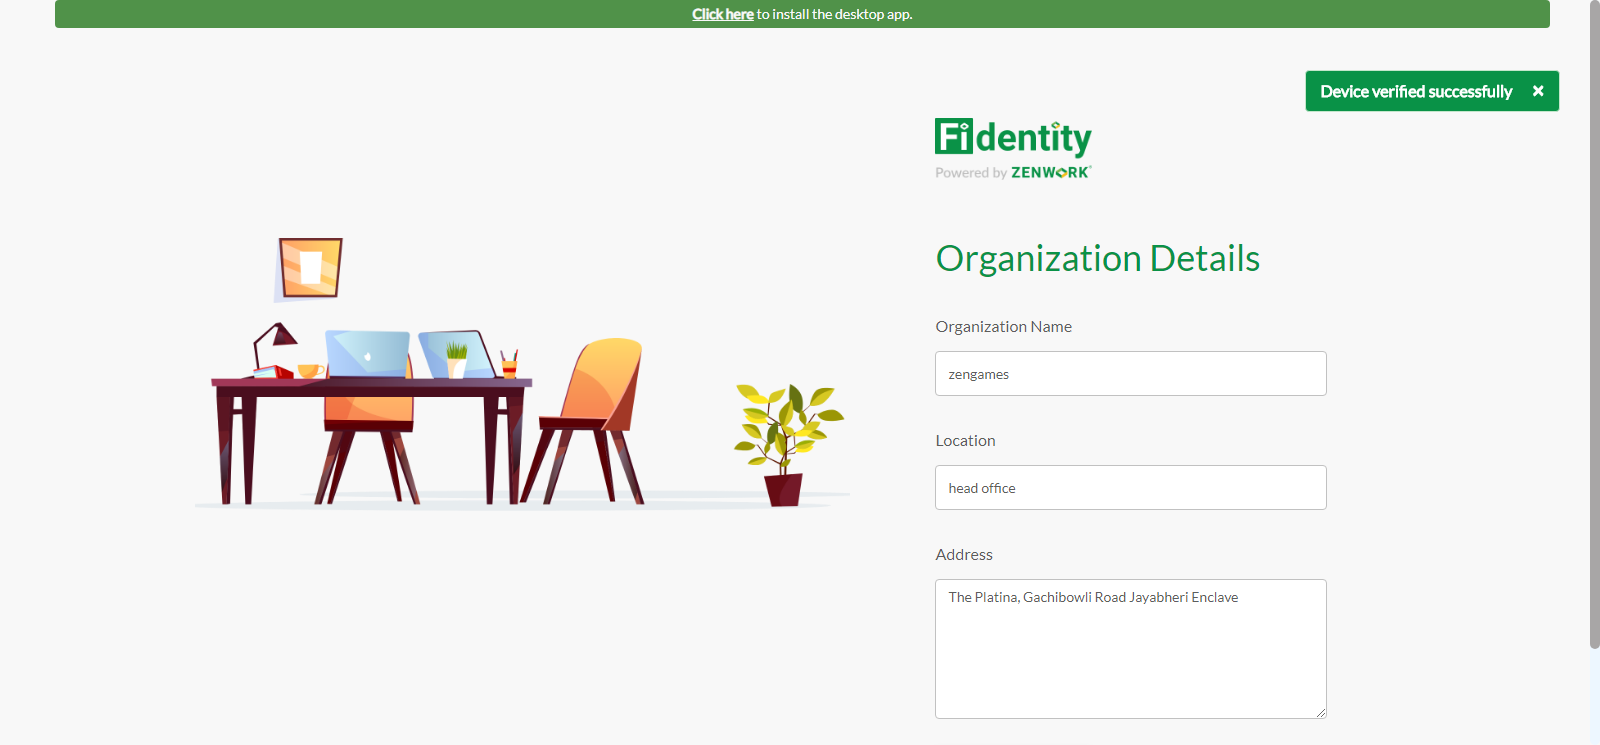 Click here to install the desktop app.
Device verified successfully ×
Fidentity
Powered by ZENWORK
Organization Details
Organization Name
zengames
Location
head office
Address
The Platina, Gachibowli Road Jayabheri Enclave